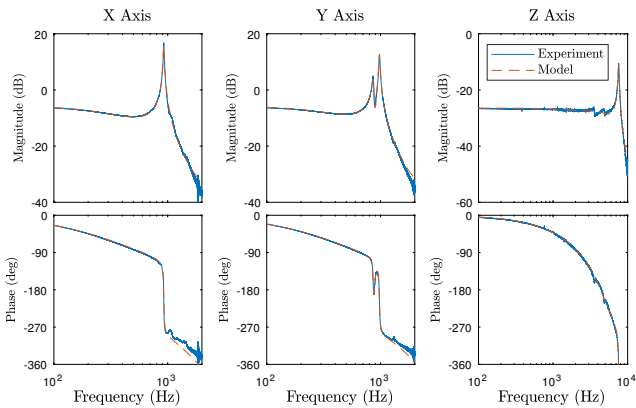 X Axis
Y Axis
Z Axis
Magnitude (dB)
20
0
-20
-40
Magnitude (dB)
20
0
-20
-40
Magnitude (dB)
0
-20
-40
-60
Experiment
Model
Phase (deg)
0
-90
-180
-270
-360
10^2
10^3
Frequency (Hz)
Phase (deg)
0
-90
-180
-270
-360
10^2
10^3
Frequency (Hz)
Phase (deg)
0
-90
-180
-270
-360
10^2
10^3
10^4
Frequency (Hz)